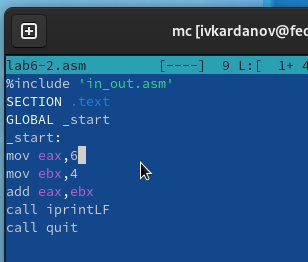 mc [ivkardanov@fed
lab6-2.asm [----] 9 L:[ 1+ 4
%include 'in_out.asm'
SECTION .text
GLOBAL _start
_start:
mov eax,6
mov ebx,4
add eax,ebx
call iprintLF
call quit